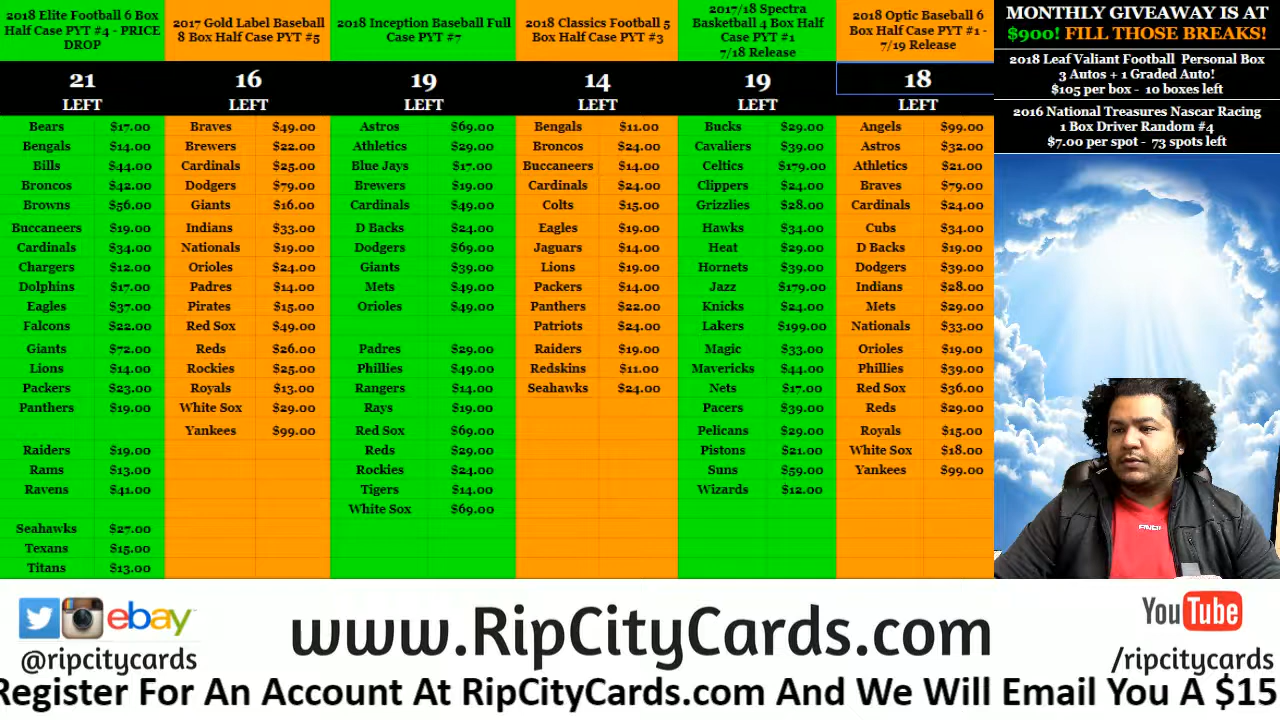 2018 Elite Football 6 Box
Half Case PYT #4 - PRICE
DROP
21
LEFT
Bears $17.00
Bengals $14.00
Bills $44.00
Broncos $42.00
Browns $56.00
Buccaneers $19.00
Cardinals $34.00
Chargers $12.00
Dolphins $17.00
Eagles $37.00
Falcons $22.00
Giants $72.00
Lions $14.00
Packers $23.00
Panthers $19.00
Raiders $19.00
Rams $13.00
Ravens $41.00
Seahawks $27.00
Texans $15.00
Titans $13.00
2017 Gold Label Baseball
8 Box Half Case PYT #5
16
LEFT
Braves $49.00
Brewers $22.00
Cardinals $25.00
Dodgers $79.00
Giants $16.00
Indians $33.00
Nationals $19.00
Orioles $24.00
Padres $14.00
Pirates $15.00
Red Sox $49.00
Reds $26.00
Rockies $25.00
Royals $13.00
White Sox $29.00
Yankees $99.00
2018 Inception Baseball Full
Case PYT #7
19
LEFT
Astros $69.00
Athletics $29.00
Blue Jays $17.00
Brewers $19.00
Cardinals $49.00
D Backs $24.00
Dodgers $69.00
Giants $39.00
Mets $49.00
Orioles $49.00
Padres $29.00
Phillies $49.00
Rangers $14.00
Rays $19.00
Red Sox $69.00
Reds $29.00
Rockies $24.00
Tigers $14.00
White Sox $69.00
2018 Classics Football 5
Box Half Case PYT #3
14
LEFT
Bengals $11.00
Broncos $24.00
Buccaneers $14.00
Cardinals $24.00
Colts $15.00
Eagles $19.00
Jaguars $14.00
Lions $19.00
Packers $14.00
Panthers $22.00
Patriots $24.00
Raiders $19.00
Redskins $11.00
Seahawks $24.00
2017/18 Spectra
Basketball 4 Box Half
Case PYT #1
7/18 Release
19
LEFT
Bucks $29.00
Cavaliers $39.00
Celtics $179.00
Clippers $24.00
Grizzlies $28.00
Hawks $34.00
Heat $29.00
Hornets $39.00
Jazz $179.00
Knicks $24.00
Lakers $199.00
Magic $33.00
Mavericks $44.00
Nets $17.00
Pacers $39.00
Pelicans $29.00
Pistons $21.00
Suns $59.00
Wizards $12.00
2018 Optic Baseball 6
Box Half Case PYT #1 -
7/19 Release
18
LEFT
Angels $99.00
Astros $32.00
Athletics $21.00
Braves $79.00
Cardinals $24.00
Cubs $34.00
D Backs $19.00
Dodgers $39.00
Indians $28.00
Mets $29.00
Nationals $33.00
Orioles $19.00
Phillies $39.00
Red Sox $36.00
Reds $29.00
Royals $15.00
White Sox $18.00
Yankees $99.00
MONTHLY GIVEAWAY IS AT
$900! FILL THOSE BREAKS!
2018 Leaf Valiant Football Personal Box
3 Autos + 1 Graded Auto!
$105 per box - 10 boxes left
2016 National Treasures Nascar Racing
1 Box Driver Random #4
$7.00 per spot - 73 spots left
ebay
@ripcitycards
www.RipCityCards.com
YouTube
/ripcitycards
Register For An Account At RipCityCards.com And We Will Email You A $15